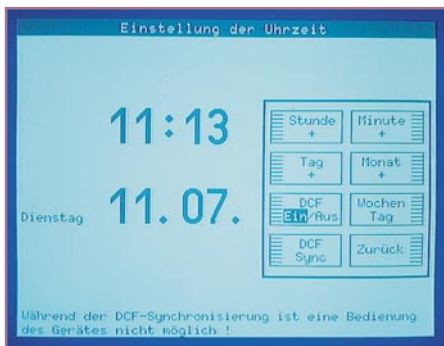 Einstellung der Uhrzeit
11:13
Stunde
+
Minute
+
Tag
+
Monat
+
Dienstag 11.07.
DCF
Ein/Aus
Wochen
Tag
DCF
Sync
Zurück
Während der DCF-Synchronisierung ist eine Bedienung
des Gerätes nicht möglich !